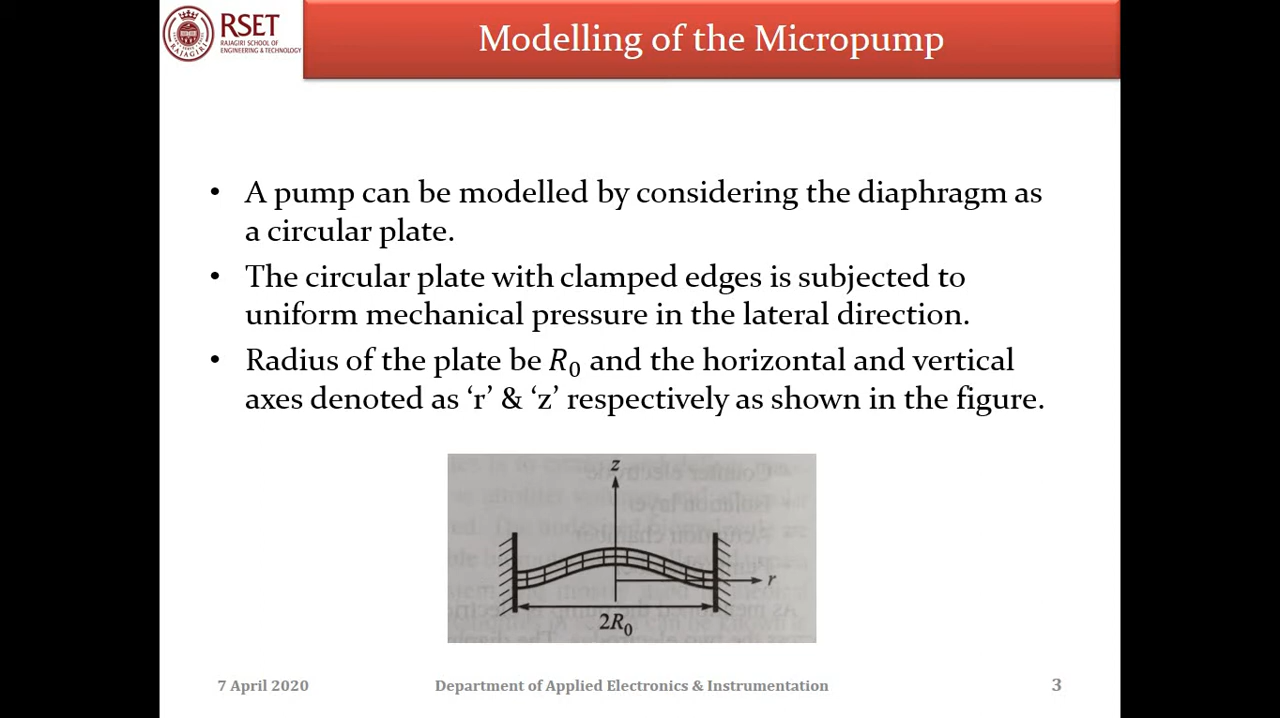 RSET
RAJAGIRI SCHOOL OF
ENGINEERING & TECHNOLOGY
RAJAGIRI
Modelling of the Micropump
• A pump can be modelled by considering the diaphragm as
a circular plate.
• The circular plate with clamped edges is subjected to
uniform mechanical pressure in the lateral direction.
• Radius of the plate be R₀ and the horizontal and vertical
axes denoted as ‘r’ & ‘z’ respectively as shown in the figure.
z
r
2R₀
7 April 2020
Department of Applied Electronics & Instrumentation
3